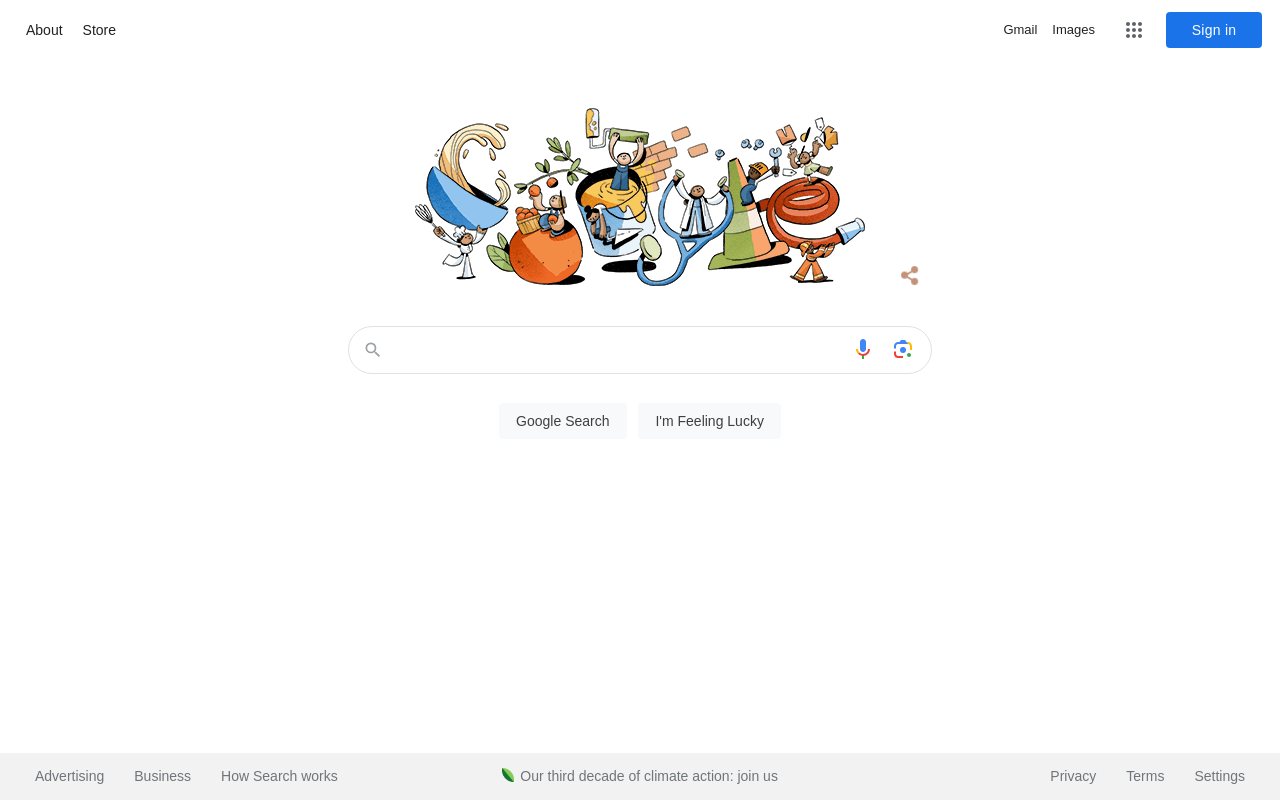 About Store Gmail Images Sign in
Google Search I'm Feeling Lucky
Advertising Business How Search works Our third decade of climate action: join us Privacy Terms Settings